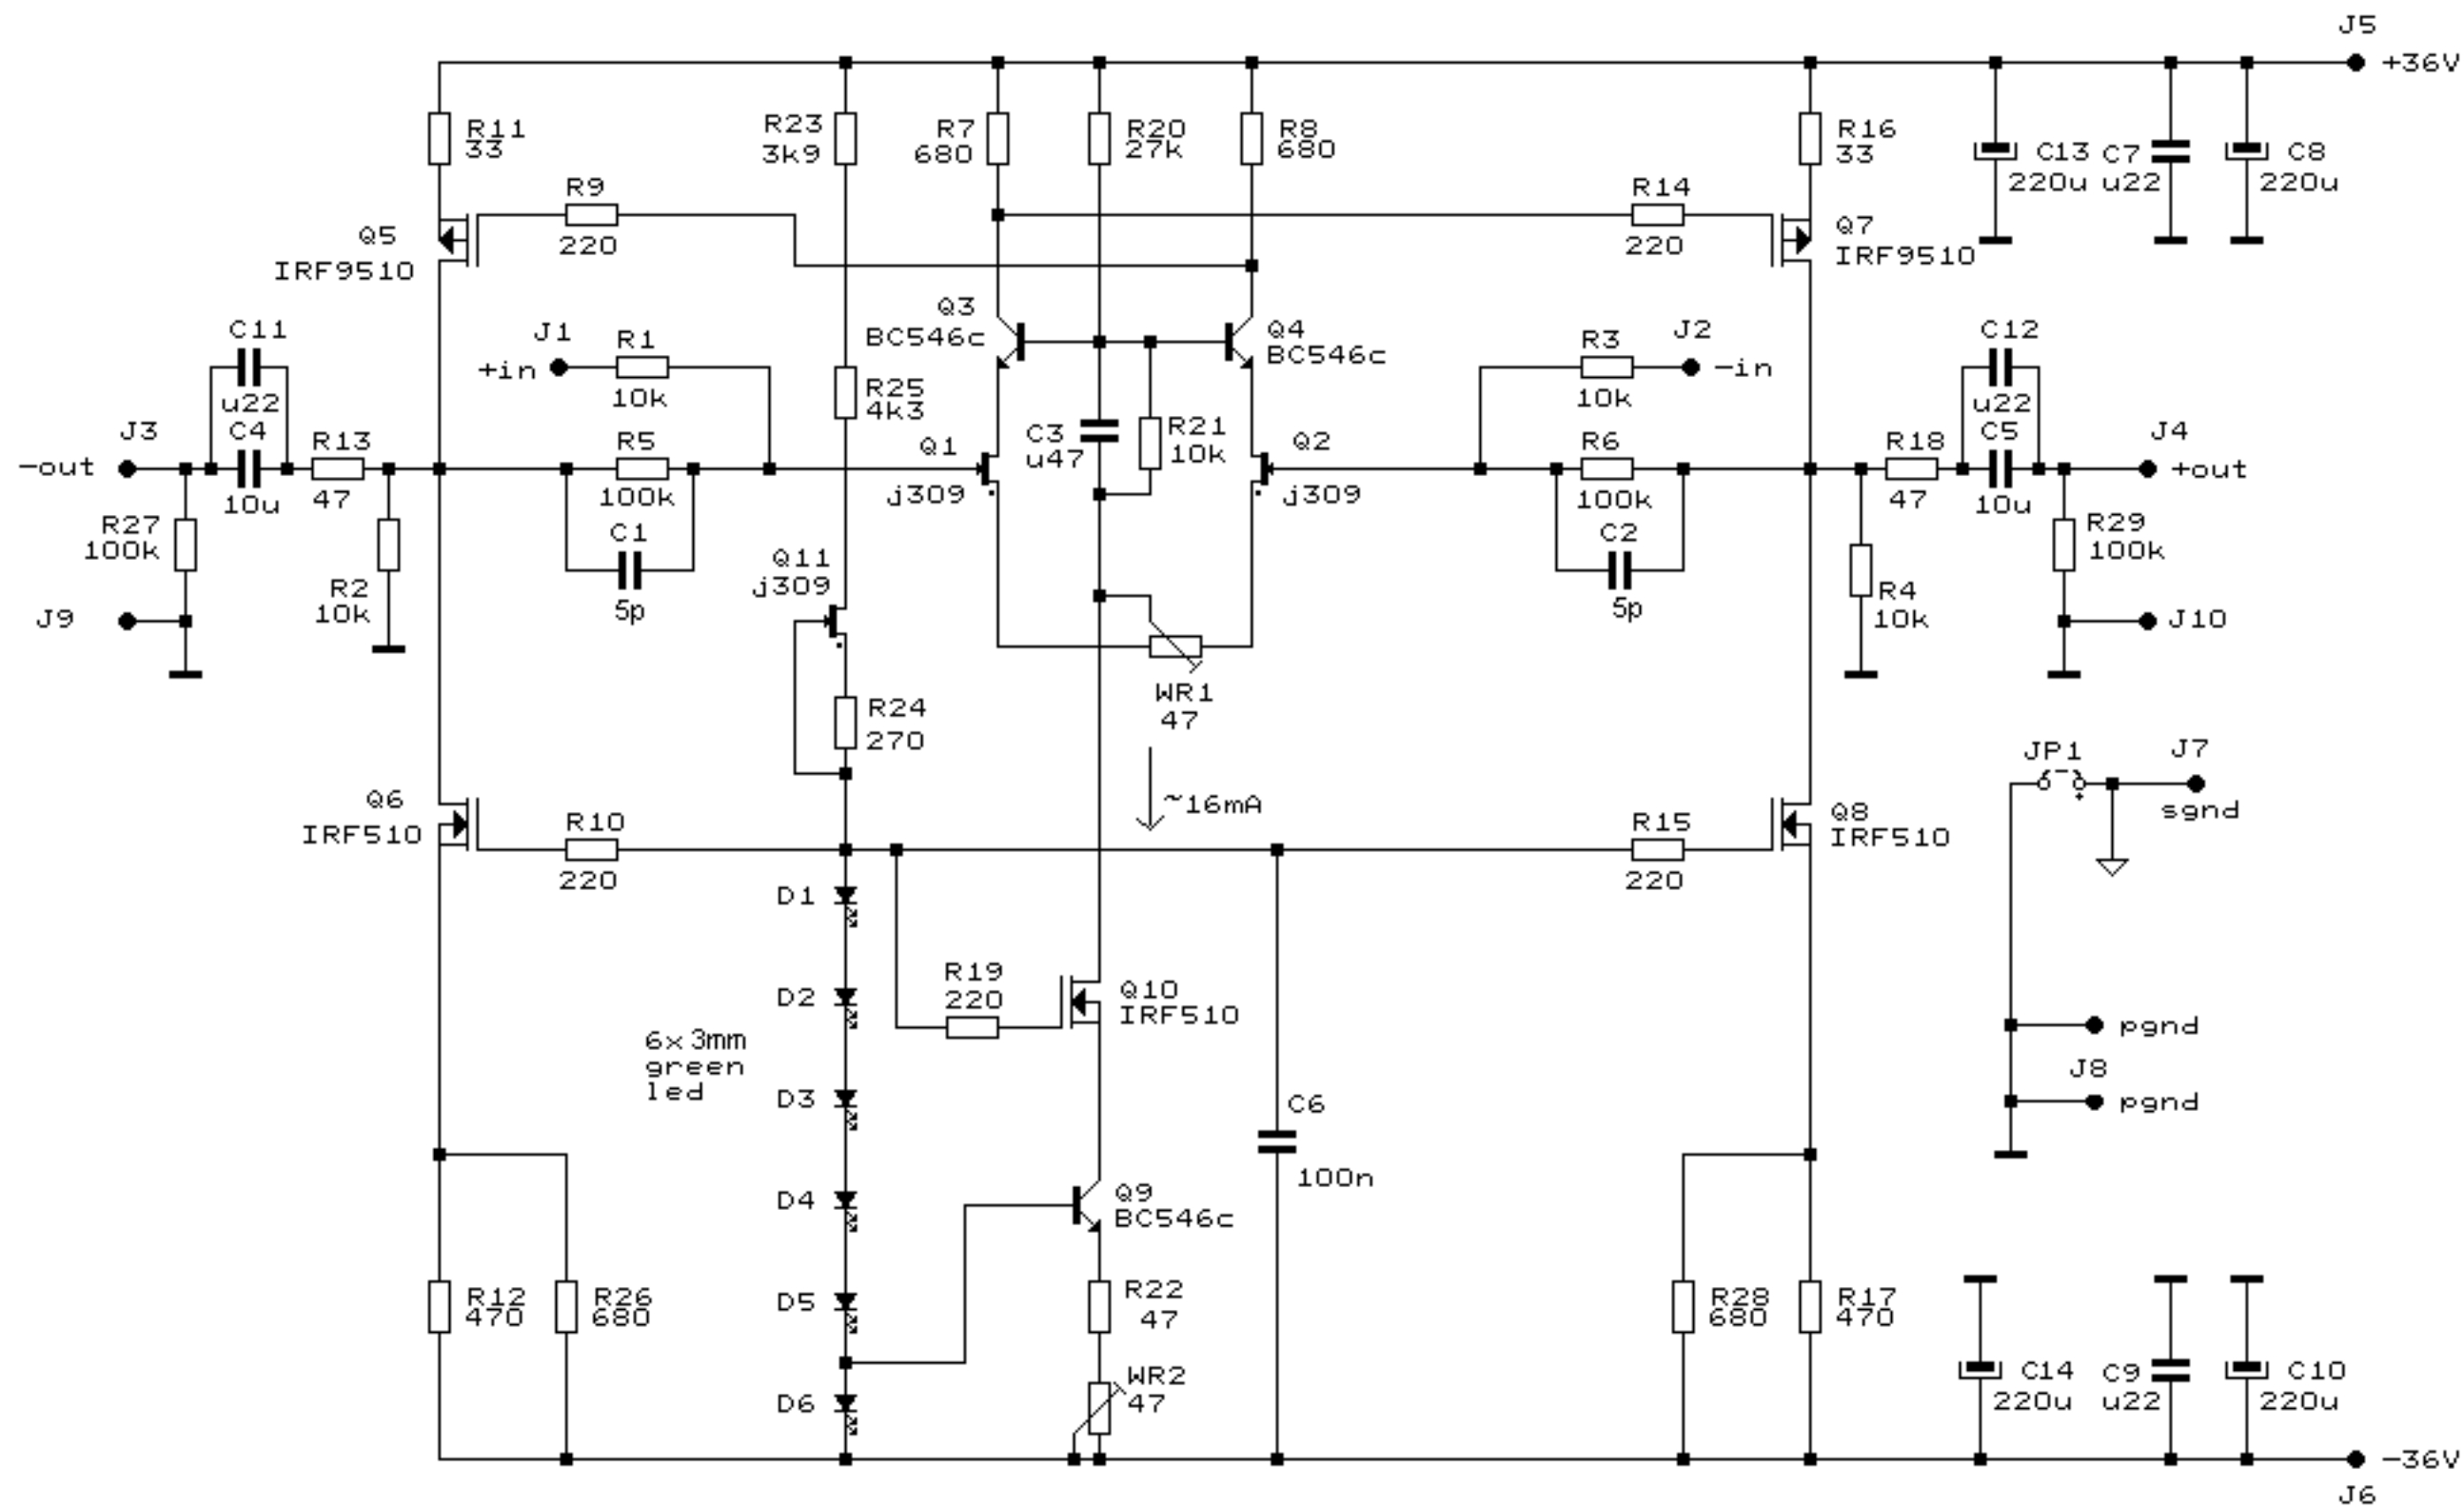 J5
+36V
R11
33
R23
3k9
R7
680
R20
27k
R8
680
R16
33
C13
220u
C7
u22
C8
220u
R9
220
R14
220
Q5
IRF9510
Q7
IRF9510
Q3
BC546c
Q4
BC546c
C11
u22
J1
+in
R1
10k
R25
4k3
R3
10k
J2
-in
C12
u22
J3
-out
C4
10u
R13
47
R5
100k
C1
5p
Q1
j309
C3
u47
R21
10k
Q2
j309
R6
100k
C2
5p
R18
47
C5
10u
J4
+out
R27
100k
R2
10k
Q11
j309
R4
10k
R29
100k
J9
J10
WR1
47
R24
270
~16mA
JP1
J7
sgnd
Q6
IRF510
R10
220
R15
220
Q8
IRF510
D1
D2
R19
220
Q10
IRF510
6x3mm
green
led
D3
C6
100n
pgnd
J8
pgnd
D4
Q9
BC546c
R12
470
R26
680
D5
R22
47
R28
680
R17
470
D6
WR2
47
C14
220u
C9
u22
C10
220u
-36V
J6